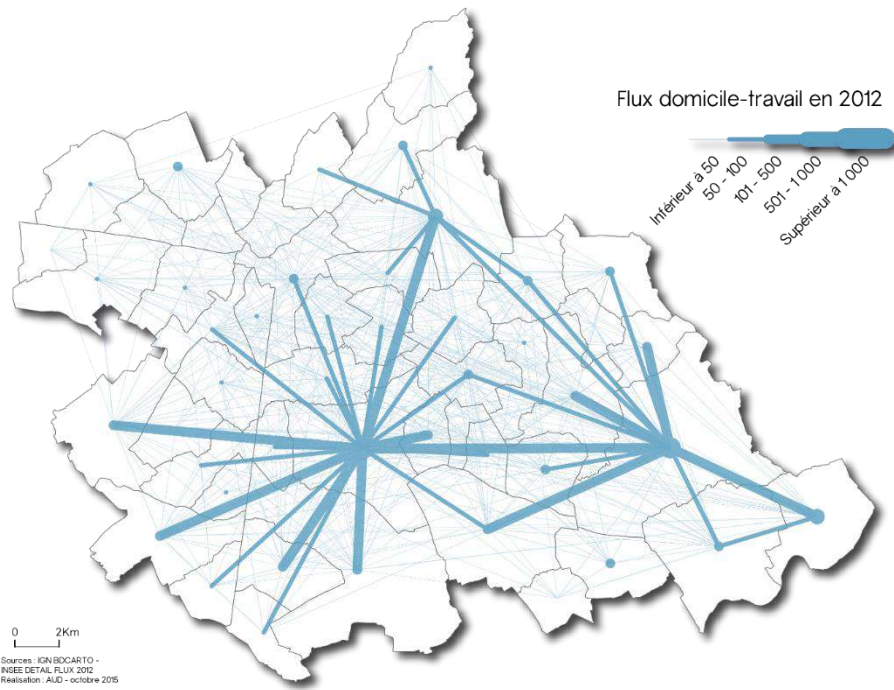 Flux domicile-travail en 2012
Inférieur à 50
50 - 100
101 - 500
501 - 1 000
Supérieur à 1 000
0 2Km
Sources : IGN BDCARTO -
INSEE DETAIL FLUX 2012
Réalisation : AUD - octobre 2015